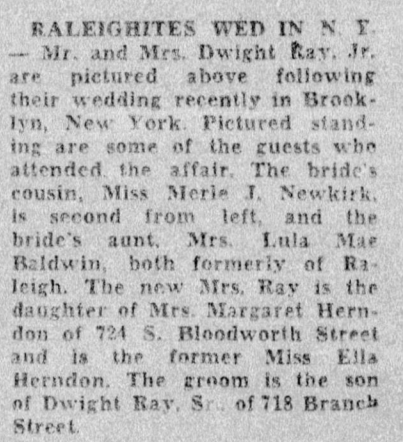 RALEIGHITES WED IN N. Y.
— Mr. and Mrs. Dwight Ray, Jr.
are pictured above following
their wedding recently in Brook-
lyn, New York. Pictured stand-
ing are some of the guests who
attended the affair. The bride's
cousin, Miss Merle J. Newkirk,
is second from left, and the
bride's aunt, Mrs. Lula Mae
Baldwin, both formerly of Ra-
leigh. The new Mrs. Ray is the
daughter of Mrs. Margaret Hern-
don of 724 S. Bloodworth Street
and is the former Miss Ella
Herndon. The groom is the son
of Dwight Ray, Sr., of 718 Branch
Street.